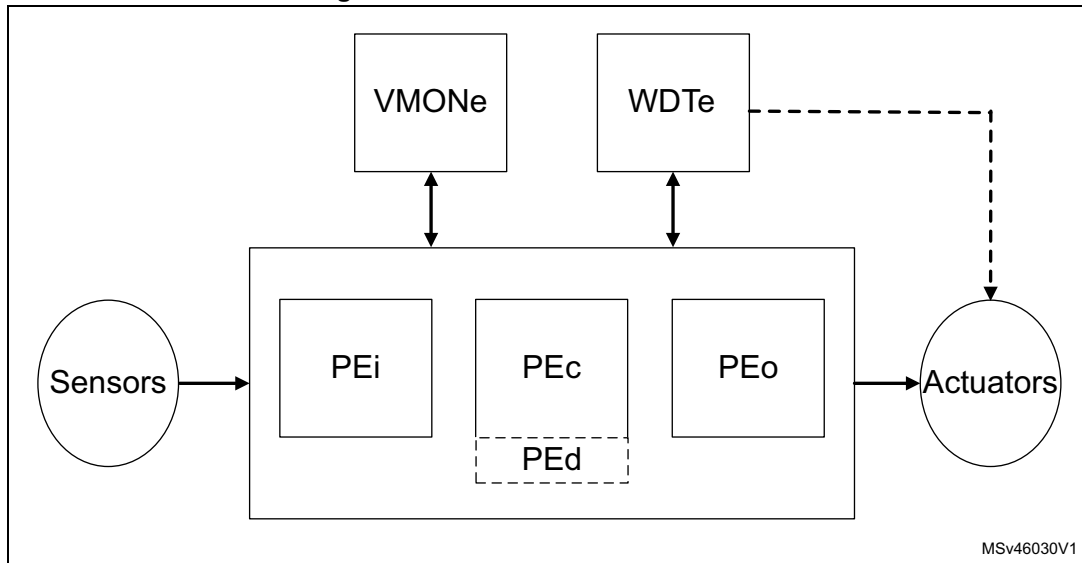 VMONe
WDTe
Sensors
PEi
PEc
PEo
Actuators
PEd
MSv46030V1